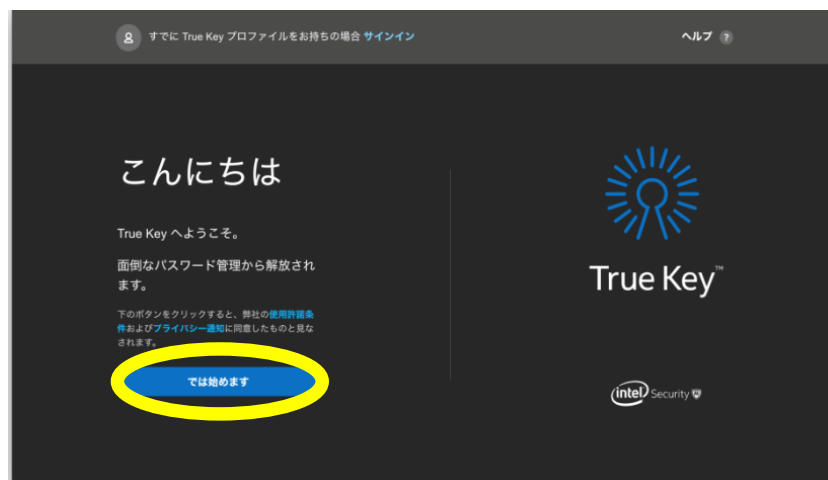 すでに True Key プロファイルをお持ちの場合 サインイン
ヘルプ ?
こんにちは
True Key へようこそ。
面倒なパスワード管理から解放され
ます。
下のボタンをクリックすると、弊社の使用許諾条
件およびプライバシー通知に同意したものと見な
されます。
では始めます
True Key™
intel Security